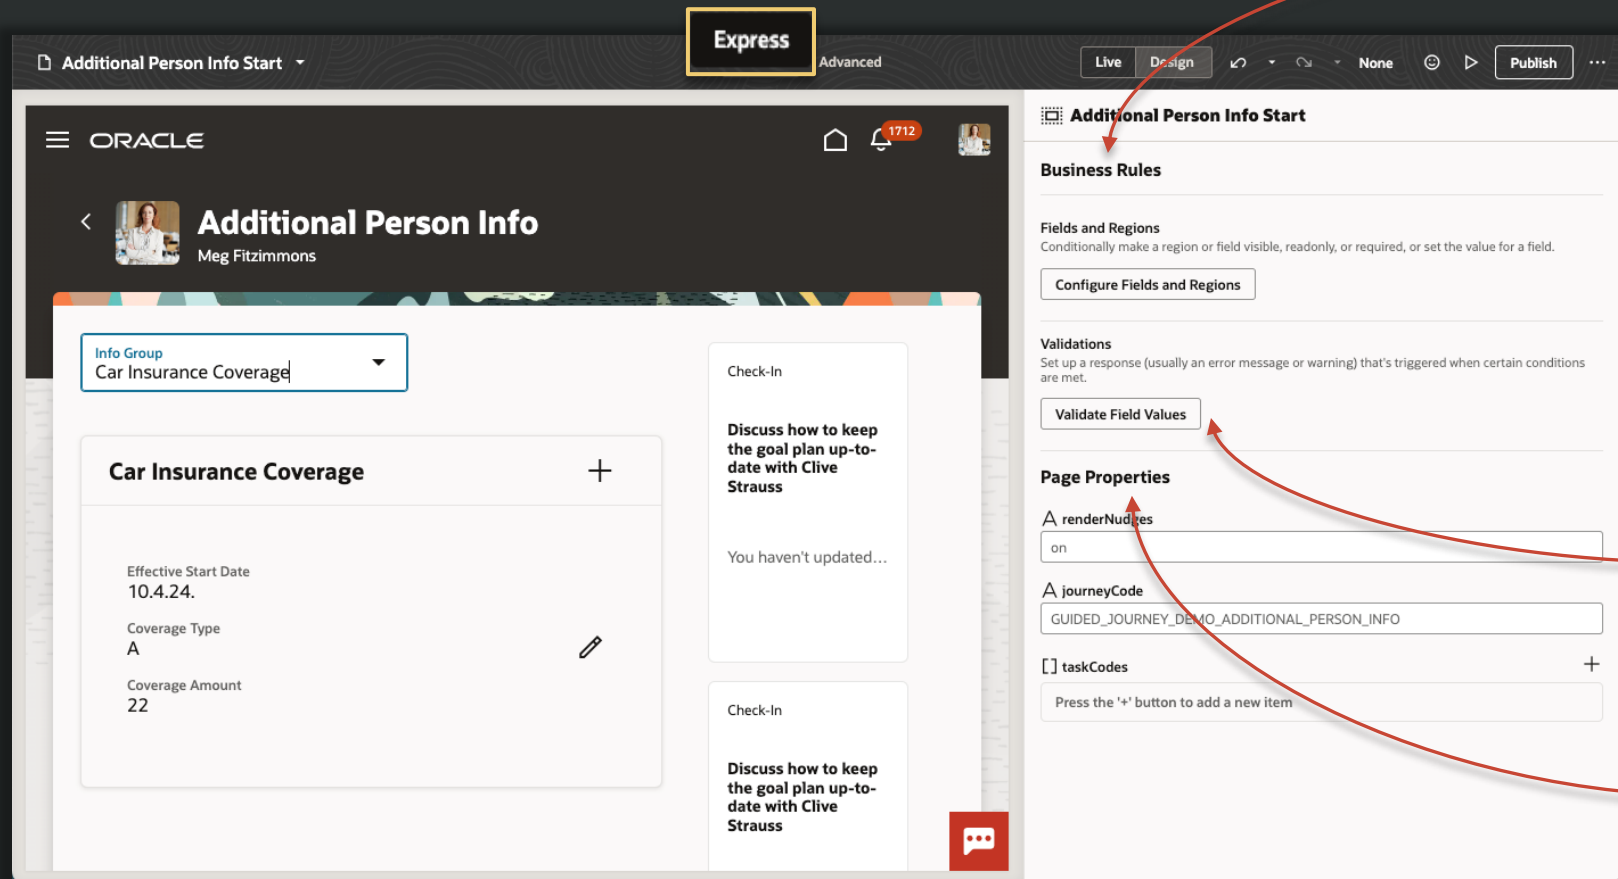 Express
Additional Person Info Start
Advanced
Live
Design
None
Publish
ORACLE
1712
Additional Person Info
Meg Fitzimmons
Info Group
Car Insurance Coverage
Car Insurance Coverage
Effective Start Date
10.4.24.
Coverage Type
A
Coverage Amount
22
Check-In
Discuss how to keep
the goal plan up-to-
date with Clive
Strauss
You haven't updated...
Check-In
Discuss how to keep
the goal plan up-to-
date with Clive
Strauss
Additional Person Info Start
Business Rules
Fields and Regions
Conditionally make a region or field visible, readonly, or required, or set the value for a field.
Configure Fields and Regions
Validations
Set up a response (usually an error message or warning) that's triggered when certain conditions
are met.
Validate Field Values
Page Properties
A renderNudges
on
A journeyCode
GUIDED_JOURNEY_DEMO_ADDITIONAL_PERSON_INFO
[] taskCodes
Press the '+' button to add a new item